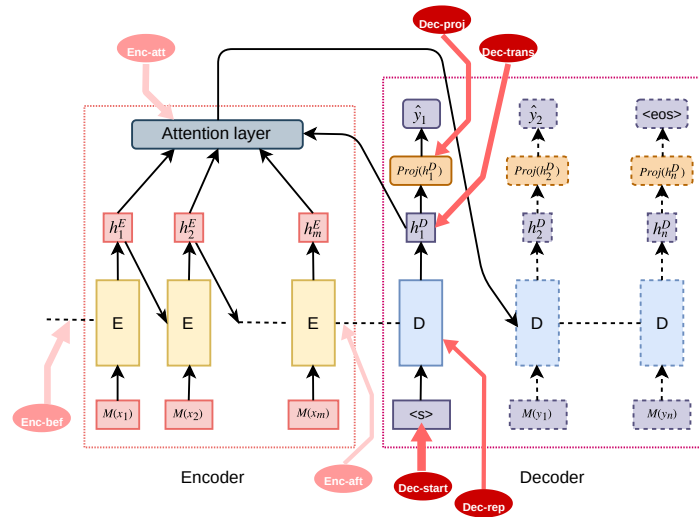 Dec-proj
Enc-att
Dec-trans
Attention layer
ŷ₁
ŷ₂
<eos>
Proj(h₁ᴰ)
Proj(h₂ᴰ)
Proj(hₙᴰ)
h₁ᴱ
h₂ᴱ
hₘᴱ
h₁ᴰ
h₂ᴰ
hₙᴰ
E
E
E
D
D
D
Enc-bef
M(x₁)
M(x₂)
M(xₘ)
<s>
M(y₁)
M(yₙ)
Encoder
Enc-aft
Dec-start
Dec-rep
Decoder